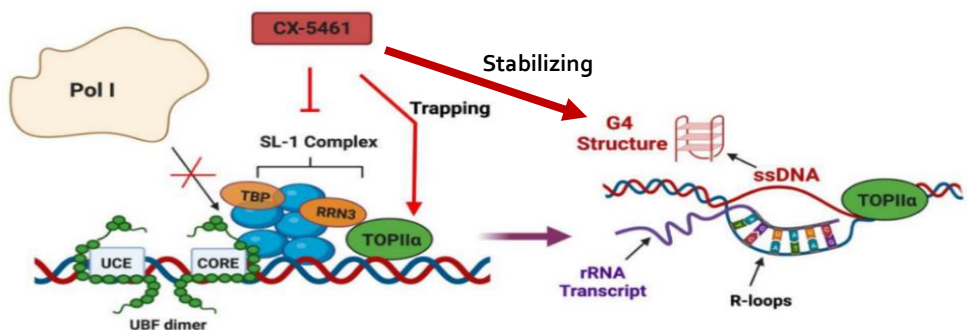 CX-5461
Stabilizing
Pol I
Trapping
G4
Structure
SL-1 Complex
ssDNA
TBP
RRN3
TOPIIα
TOPIIα
UCE
CORE
rRNA
Transcript
R-loops
UBF dimer